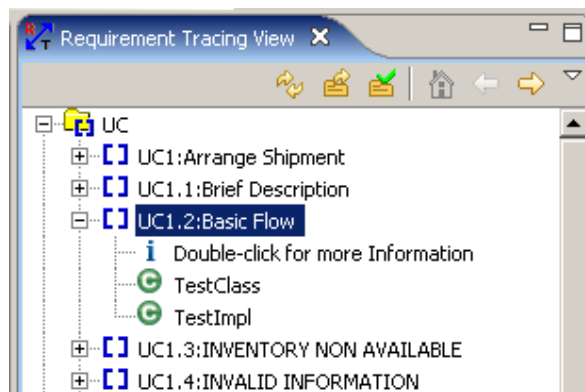 Requirement Tracing View
UC
UC1:Arrange Shipment
UC1.1:Brief Description
UC1.2:Basic Flow
i Double-click for more Information
C TestClass
C TestImpl
UC1.3:INVENTORY NON AVAILABLE
UC1.4:INVALID INFORMATION